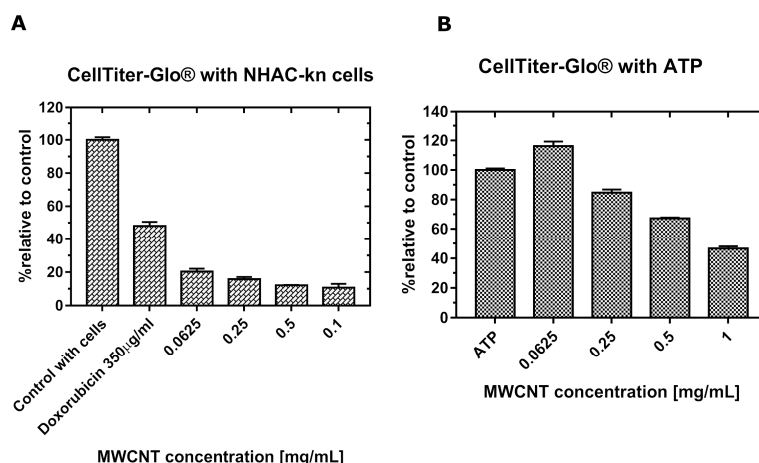 A
CellTiter-Glo® with NHAC-kn cells
%relative to control
120
100
80
60
40
20
0
Control with cells
Doxorubicin 350µg/ml
0.0625
0.25
0.5
0.1
MWCNT concentration [mg/mL]
B
CellTiter-Glo® with ATP
%relative to control
140
120
100
80
60
40
20
0
ATP
0.0625
0.25
0.5
1
MWCNT concentration [mg/mL]